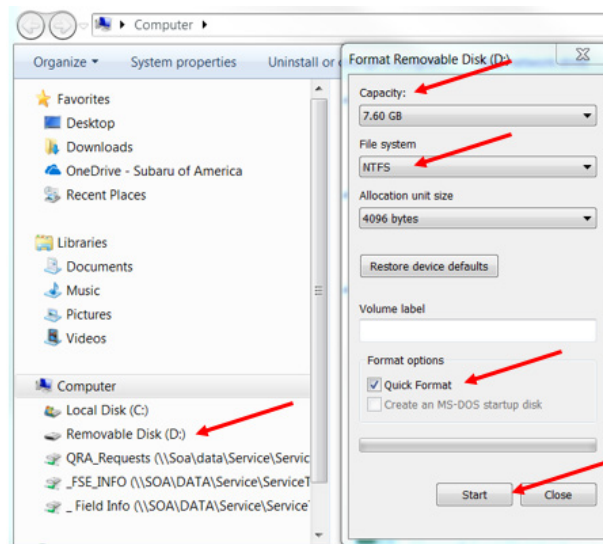 Computer
Organize
System properties
Uninstall or
Favorites
Desktop
Downloads
OneDrive - Subaru of America
Recent Places
Libraries
Documents
Music
Pictures
Videos
Computer
Local Disk (C:)
Removable Disk (D:)
QRA_Requests (\\Soa\data\Service\Servic
_FSE_INFO (\\SOA\DATA\Service\ServiceT
_ Field Info (\\SOA\DATA\Service\Service
Format Removable Disk (D:)
Capacity:
7.60 GB
File system
NTFS
Allocation unit size
4096 bytes
Restore device defaults
Volume label
Format options
Quick Format
Create an MS-DOS startup disk
Start
Close